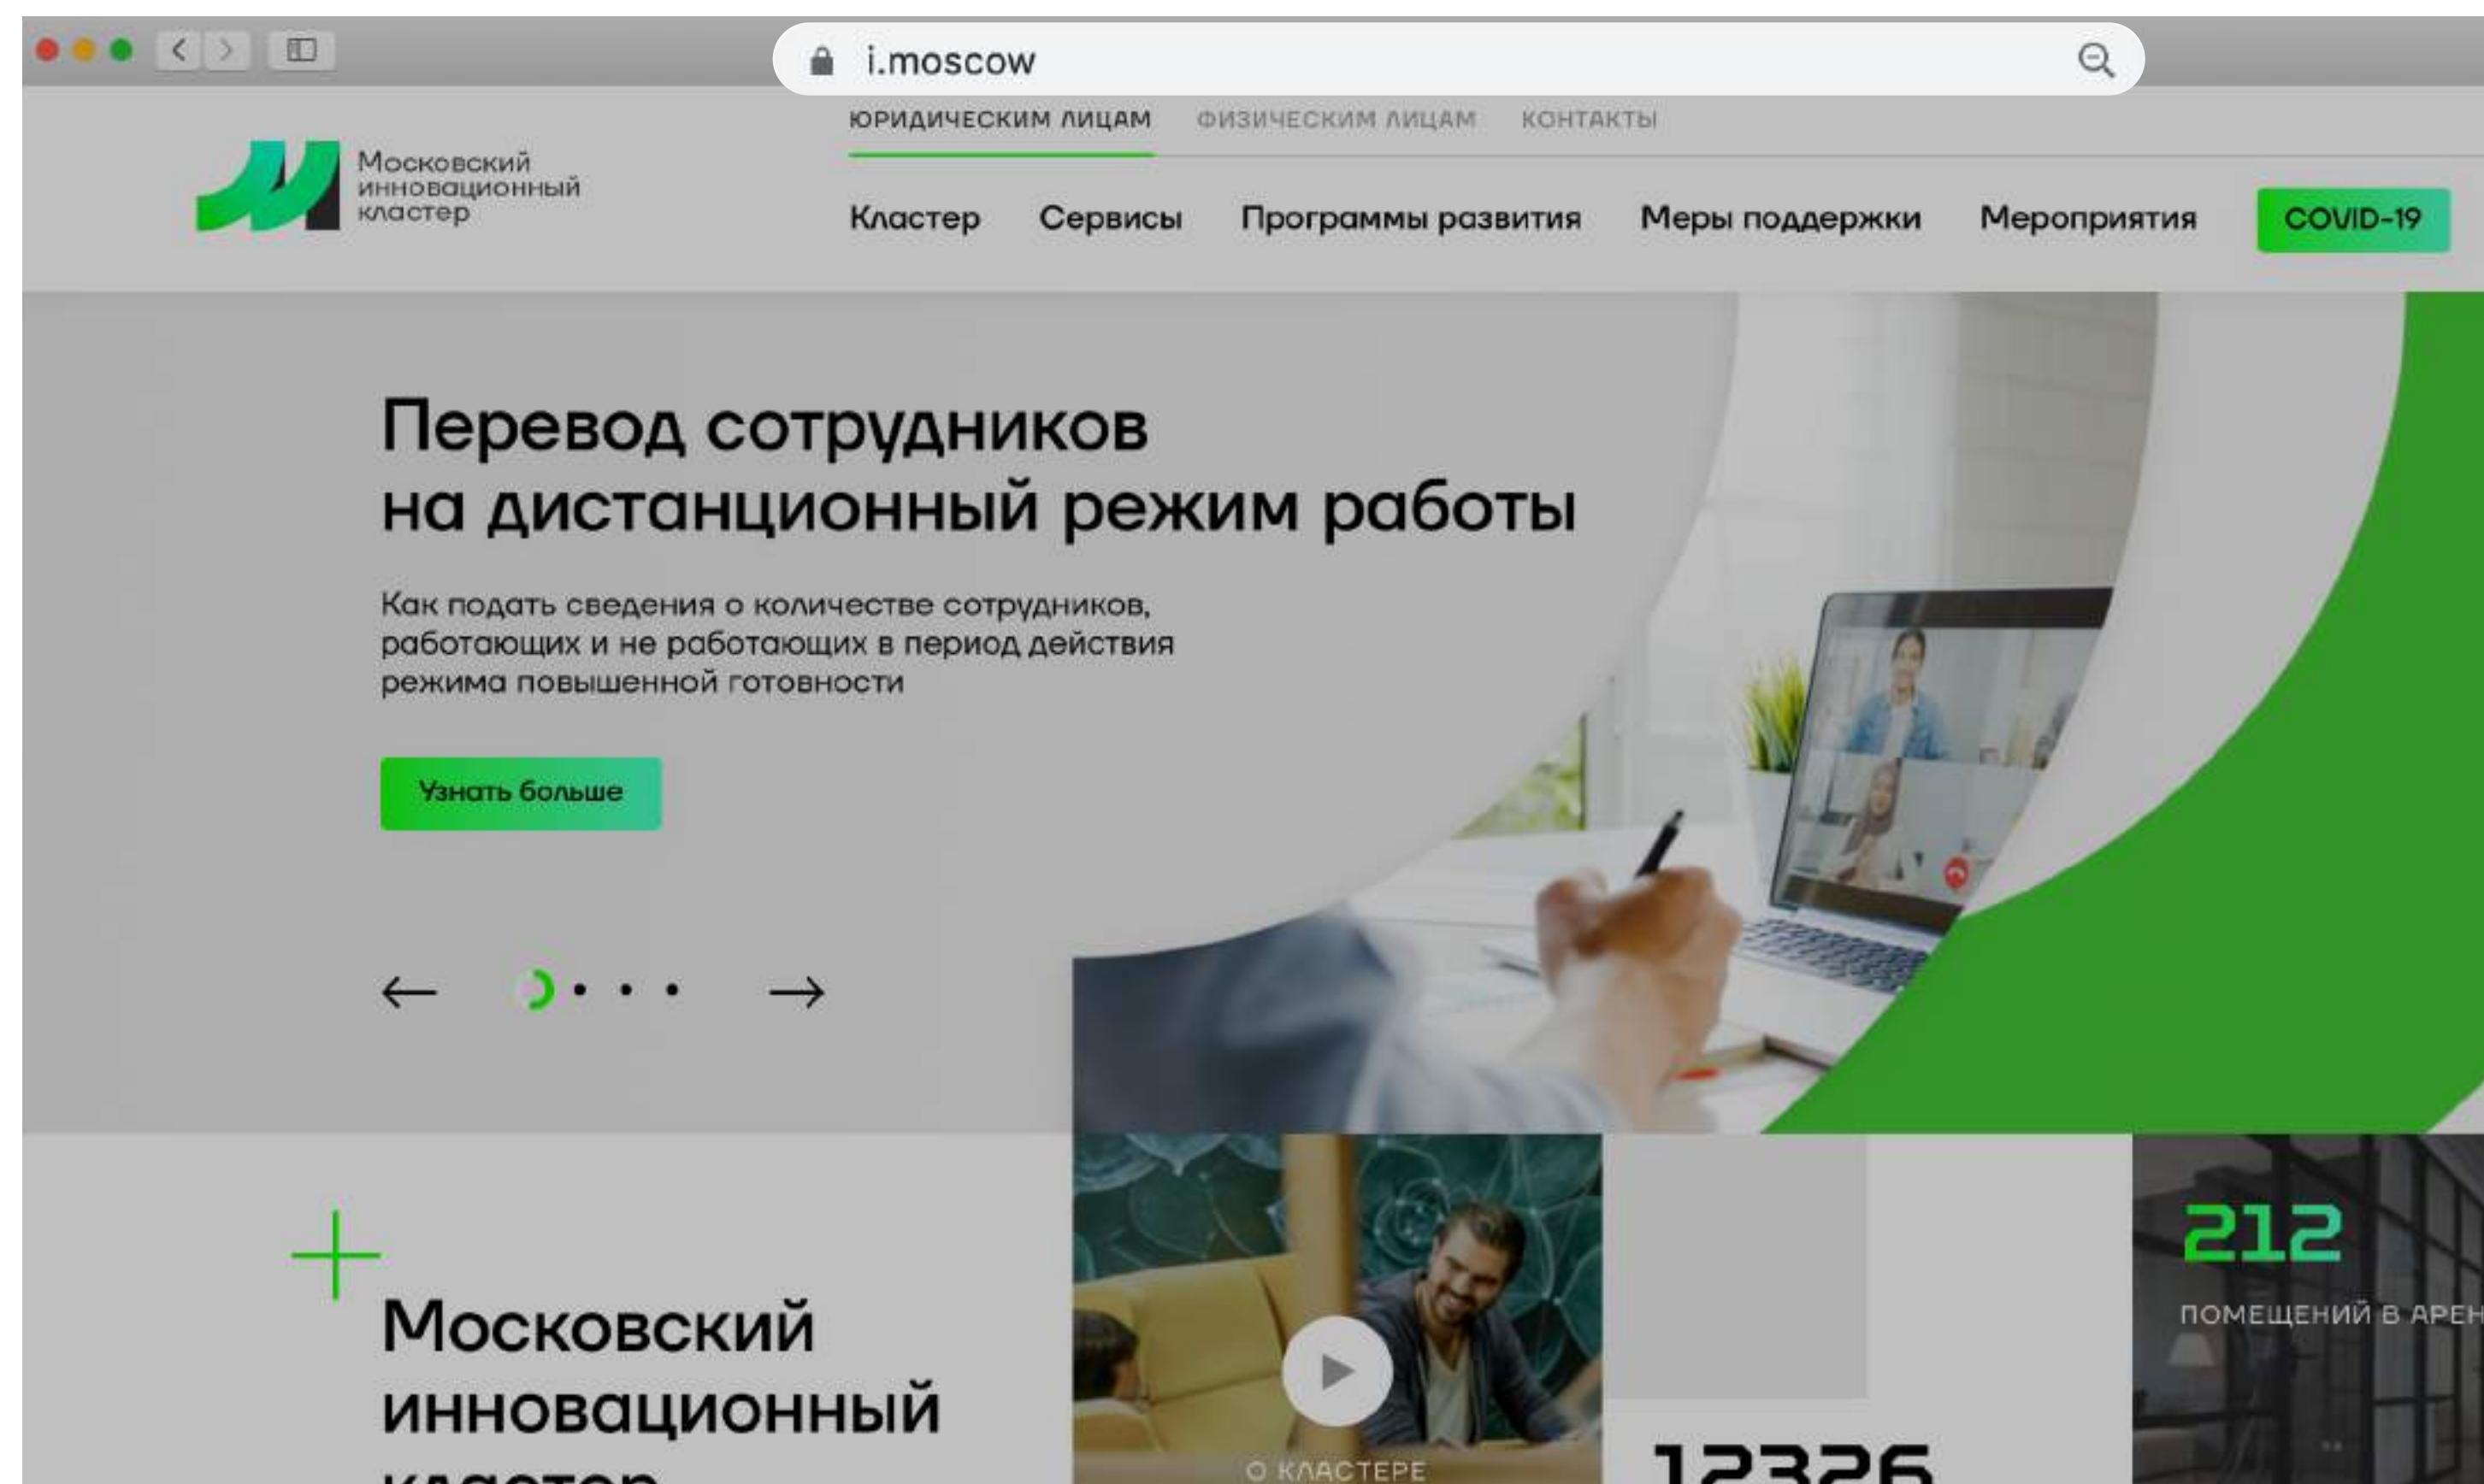 i.moscow
ЮРИДИЧЕСКИМ ЛИЦАМ ФИЗИЧЕСКИМ ЛИЦАМ КОНТАКТЫ
Московский
инновационный
кластер
Кластер Сервисы Программы развития Меры поддержки Мероприятия COVID-19
Перевод сотрудников
на дистанционный режим работы
Как подать сведения о количестве сотрудников,
работающих и не работающих в период действия
режима повышенной готовности
Узнать больше
Московский
инновационный
кластер
О КЛАСТЕРЕ
12326
212
ПОМЕЩЕНИЙ В АРЕН